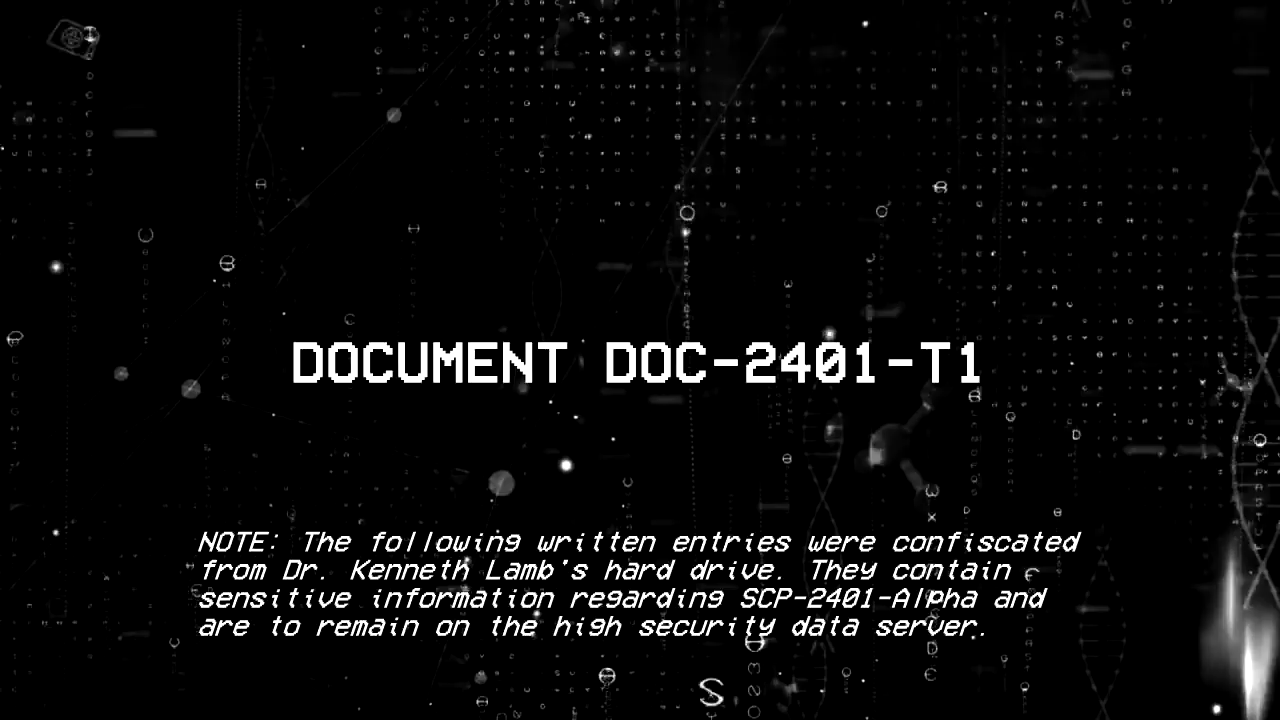 DOCUMENT DOC-2401-T1
NOTE: The following written entries were confiscated
from Dr. Kenneth Lamb's hard drive. They contain
sensitive information regarding SCP-2401-Alpha and
are to remain on the high security data server.